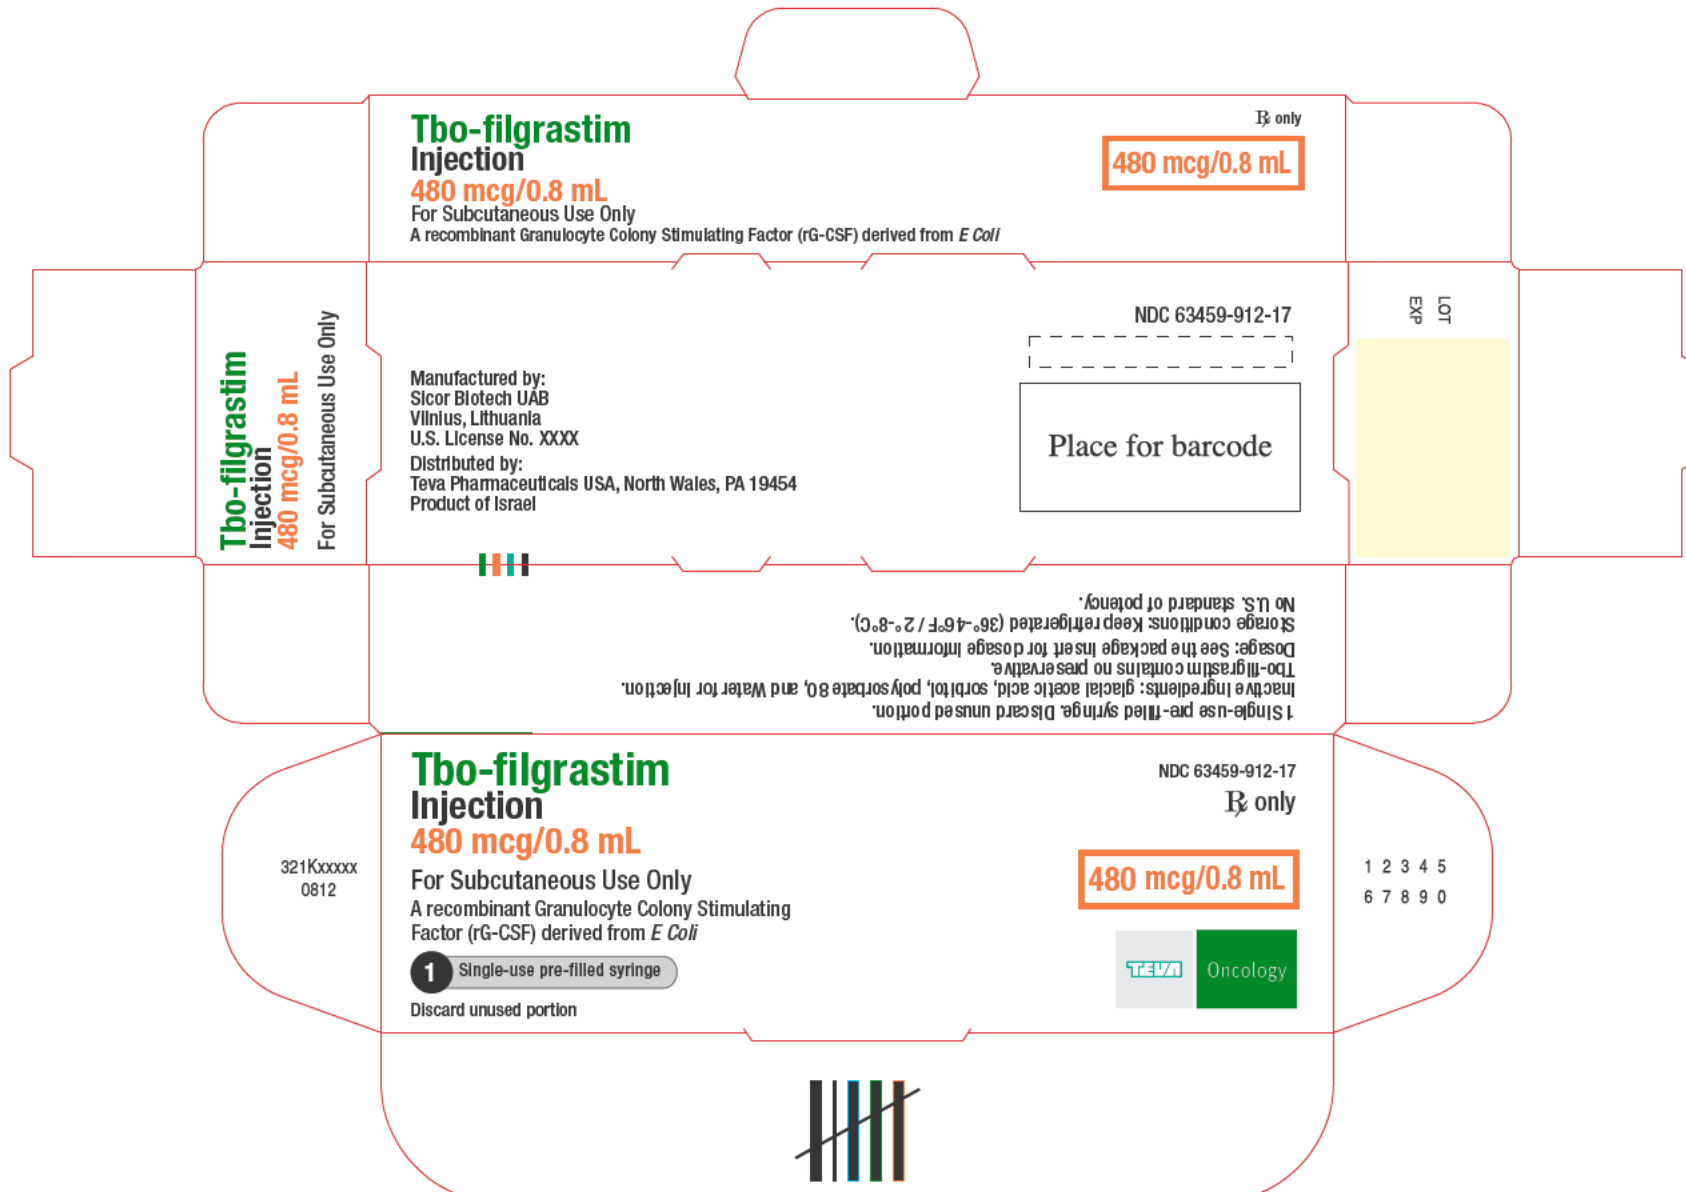 Tbo-filgrastim
Injection
480 mcg/0.8 mL
For Subcutaneous Use Only
A recombinant Granulocyte Colony Stimulating Factor (rG-CSF) derived from E Coli
Rx only
480 mcg/0.8 mL
Tbo-filgrastim
Injection
480 mcg/0.8 mL
For Subcutaneous Use Only
Manufactured by:
Sicor Biotech UAB
Vilnius, Lithuania
U.S. License No. XXXX
Distributed by:
Teva Pharmaceuticals USA, North Wales, PA 19454
Product of Israel
NDC 63459-912-17
Place for barcode
LOT
EXP
1 Single-use pre-filled syringe. Discard unused portion.
Inactive ingredients: glacial acetic acid, sorbitol, polysorbate 80, and Water for Injection.
Tbo-filgrastim contains no preservative.
Dosage: See the package insert for dosage information.
Storage conditions: Keep refrigerated (36°-46°F / 2°-8°C).
No U.S. standard of potency.
Tbo-filgrastim
Injection
480 mcg/0.8 mL
For Subcutaneous Use Only
A recombinant Granulocyte Colony Stimulating
Factor (rG-CSF) derived from E Coli
1 Single-use pre-filled syringe
Discard unused portion
NDC 63459-912-17
Rx only
480 mcg/0.8 mL
TEVA Oncology
321Kxxxxx
0812
1 2 3 4 5
6 7 8 9 0